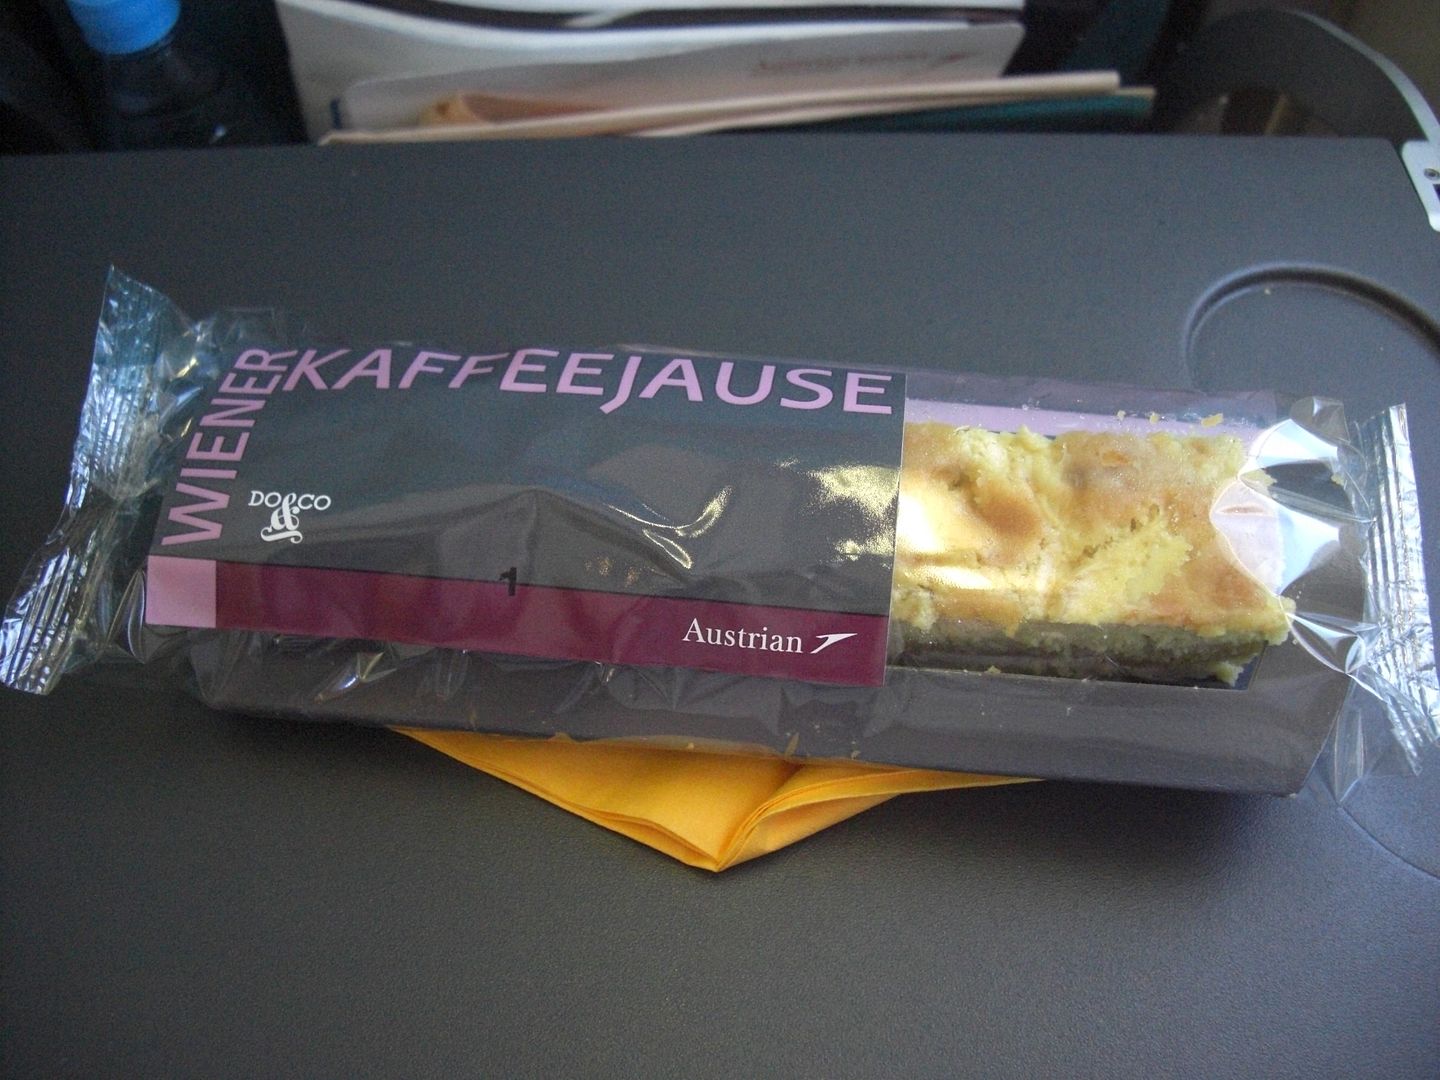 WIENER
KAFFEEJAUSE
DO&CO
1
Austrian